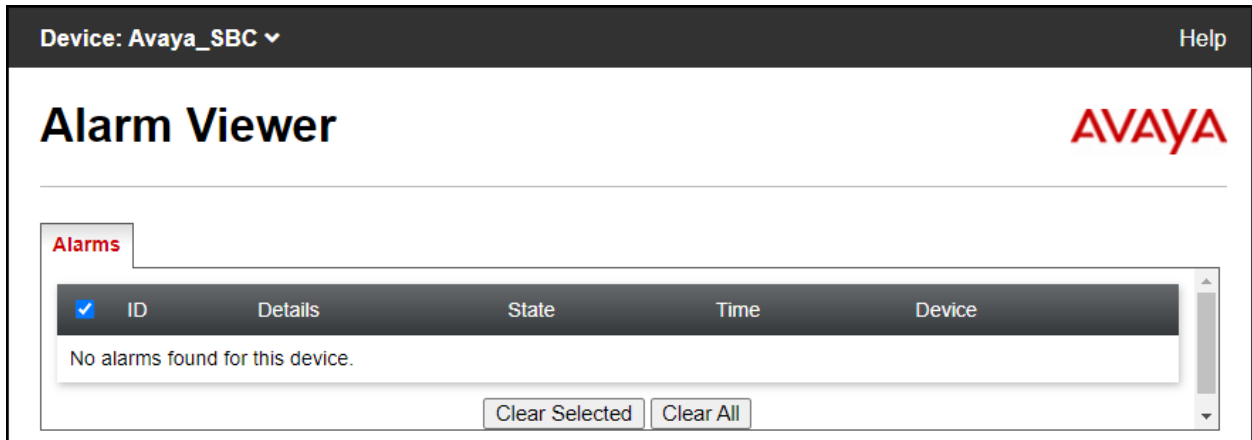 Device: Avaya_SBC Help
Alarm Viewer AVAYA
Alarms
ID Details State Time Device
No alarms found for this device.
Clear Selected Clear All